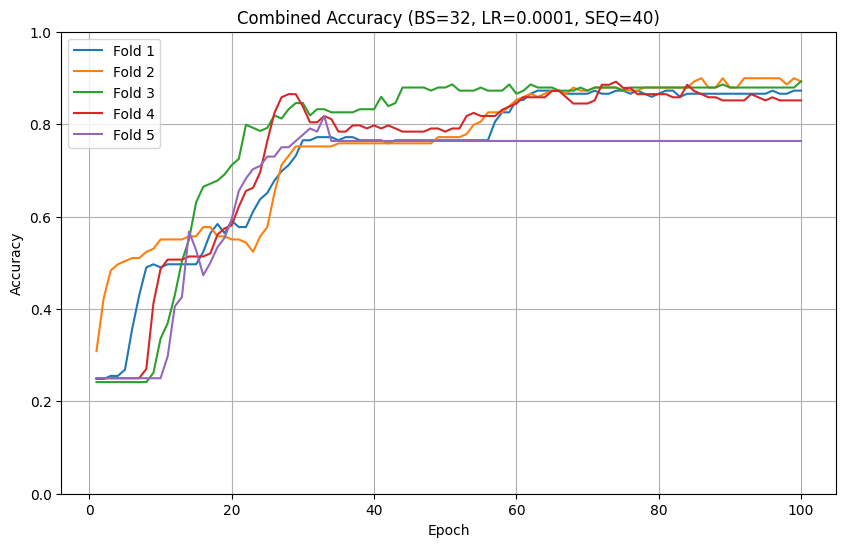 Combined Accuracy (BS=32, LR=0.0001, SEQ=40)
Fold 1
Fold 2
Fold 3
Fold 4
Fold 5
1.0
0.8
0.6
0.4
0.2
0.0
Accuracy
0 20 40 60 80 100
Epoch